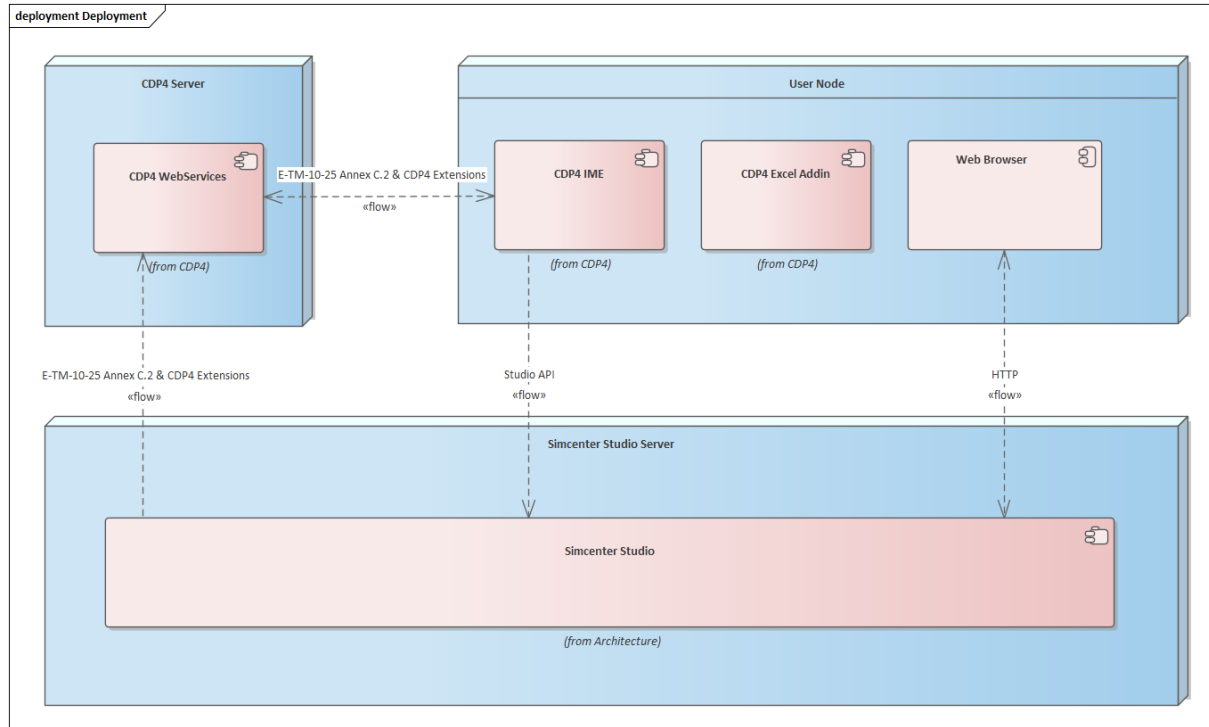 deployment Deployment
CDP4 Server
User Node
CDP4 WebServices
(from CDP4)
E-TM-10-25 Annex C.2 & CDP4 Extensions
«flow»
CDP4 IME
(from CDP4)
CDP4 Excel Addin
(from CDP4)
Web Browser
E-TM-10-25 Annex C.2 & CDP4 Extensions
«flow»
Studio API
«flow»
HTTP
«flow»
Simcenter Studio Server
Simcenter Studio
(from Architecture)